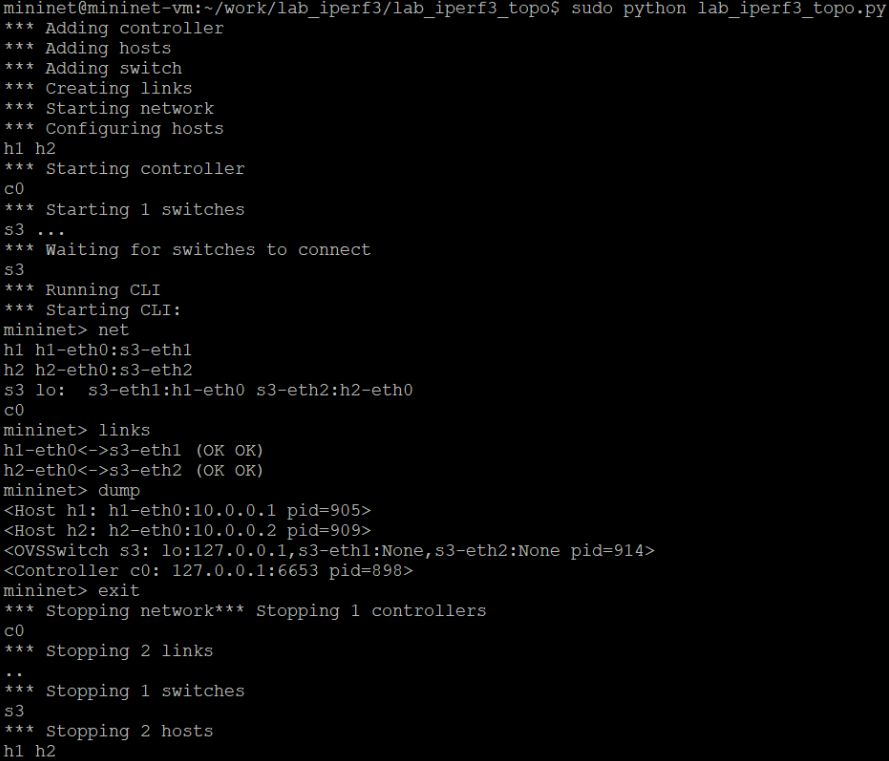 mininet@mininet-vm:~/work/lab_iperf3/lab_iperf3_topo$ sudo python lab_iperf3_topo.py
*** Adding controller
*** Adding hosts
*** Adding switch
*** Creating links
*** Starting network
*** Configuring hosts
h1 h2
*** Starting controller
c0
*** Starting 1 switches
s3 ...
*** Waiting for switches to connect
s3
*** Running CLI
*** Starting CLI:
mininet> net
h1 h1-eth0:s3-eth1
h2 h2-eth0:s3-eth2
s3 lo:  s3-eth1:h1-eth0 s3-eth2:h2-eth0
c0
mininet> links
h1-eth0<->s3-eth1 (OK OK)
h2-eth0<->s3-eth2 (OK OK)
mininet> dump
<Host h1: h1-eth0:10.0.0.1 pid=905>
<Host h2: h2-eth0:10.0.0.2 pid=909>
<OVSSwitch s3: lo:127.0.0.1,s3-eth1:None,s3-eth2:None pid=914>
<Controller c0: 127.0.0.1:6653 pid=898>
mininet> exit
*** Stopping network*** Stopping 1 controllers
c0
*** Stopping 2 links
..
*** Stopping 1 switches
s3
*** Stopping 2 hosts
h1 h2